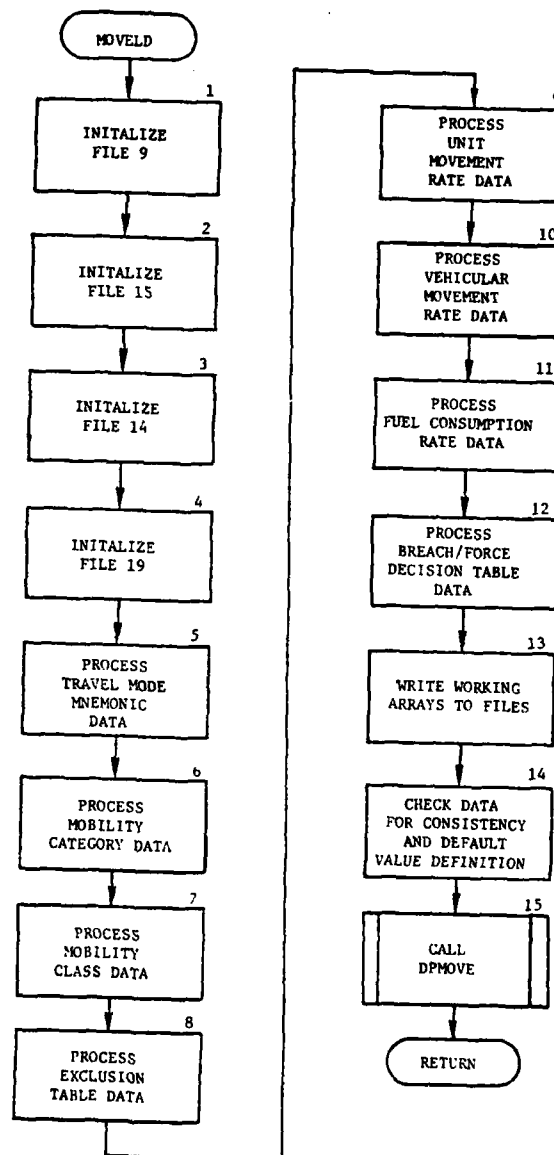 MOVELD
1
INITALIZE
FILE 9
2
INITALIZE
FILE 15
3
INITALIZE
FILE 14
4
INITALIZE
FILE 19
5
PROCESS
TRAVEL MODE
MNEMONIC
DATA
6
PROCESS
MOBILITY
CATEGORY DATA
7
PROCESS
MOBILITY
CLASS DATA
8
PROCESS
EXCLUSION
TABLE DATA
PROCESS
UNIT
MOVEMENT
RATE DATA
10
PROCESS
VEHICULAR
MOVEMENT
RATE DATA
11
PROCESS
FUEL CONSUMPTION
RATE DATA
12
PROCESS
BREACH/FORCE
DECISION TABLE
DATA
13
WRITE WORKING
ARRAYS TO FILES
14
CHECK DATA
FOR CONSISTENCY
AND DEFAULT
VALUE DEFINITION
15
CALL
DPMOVE
RETURN